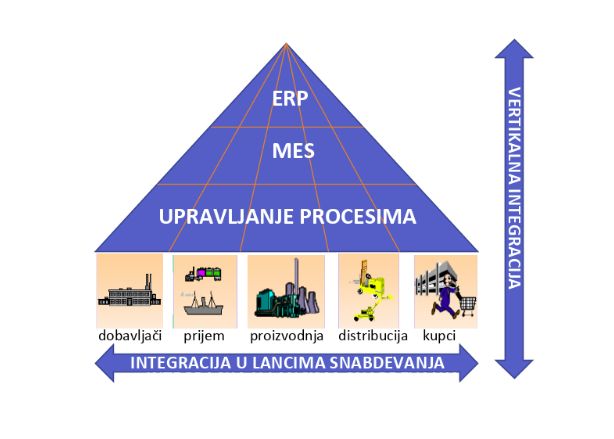 ERP
MES
UPRAVLJANJE PROCESIMA
dobavljači prijem proizvodnja distribucija kupci
INTEGRACIJA U LANCIMA SNABDEVANJA
VERTIKALNA INTEGRACIJA